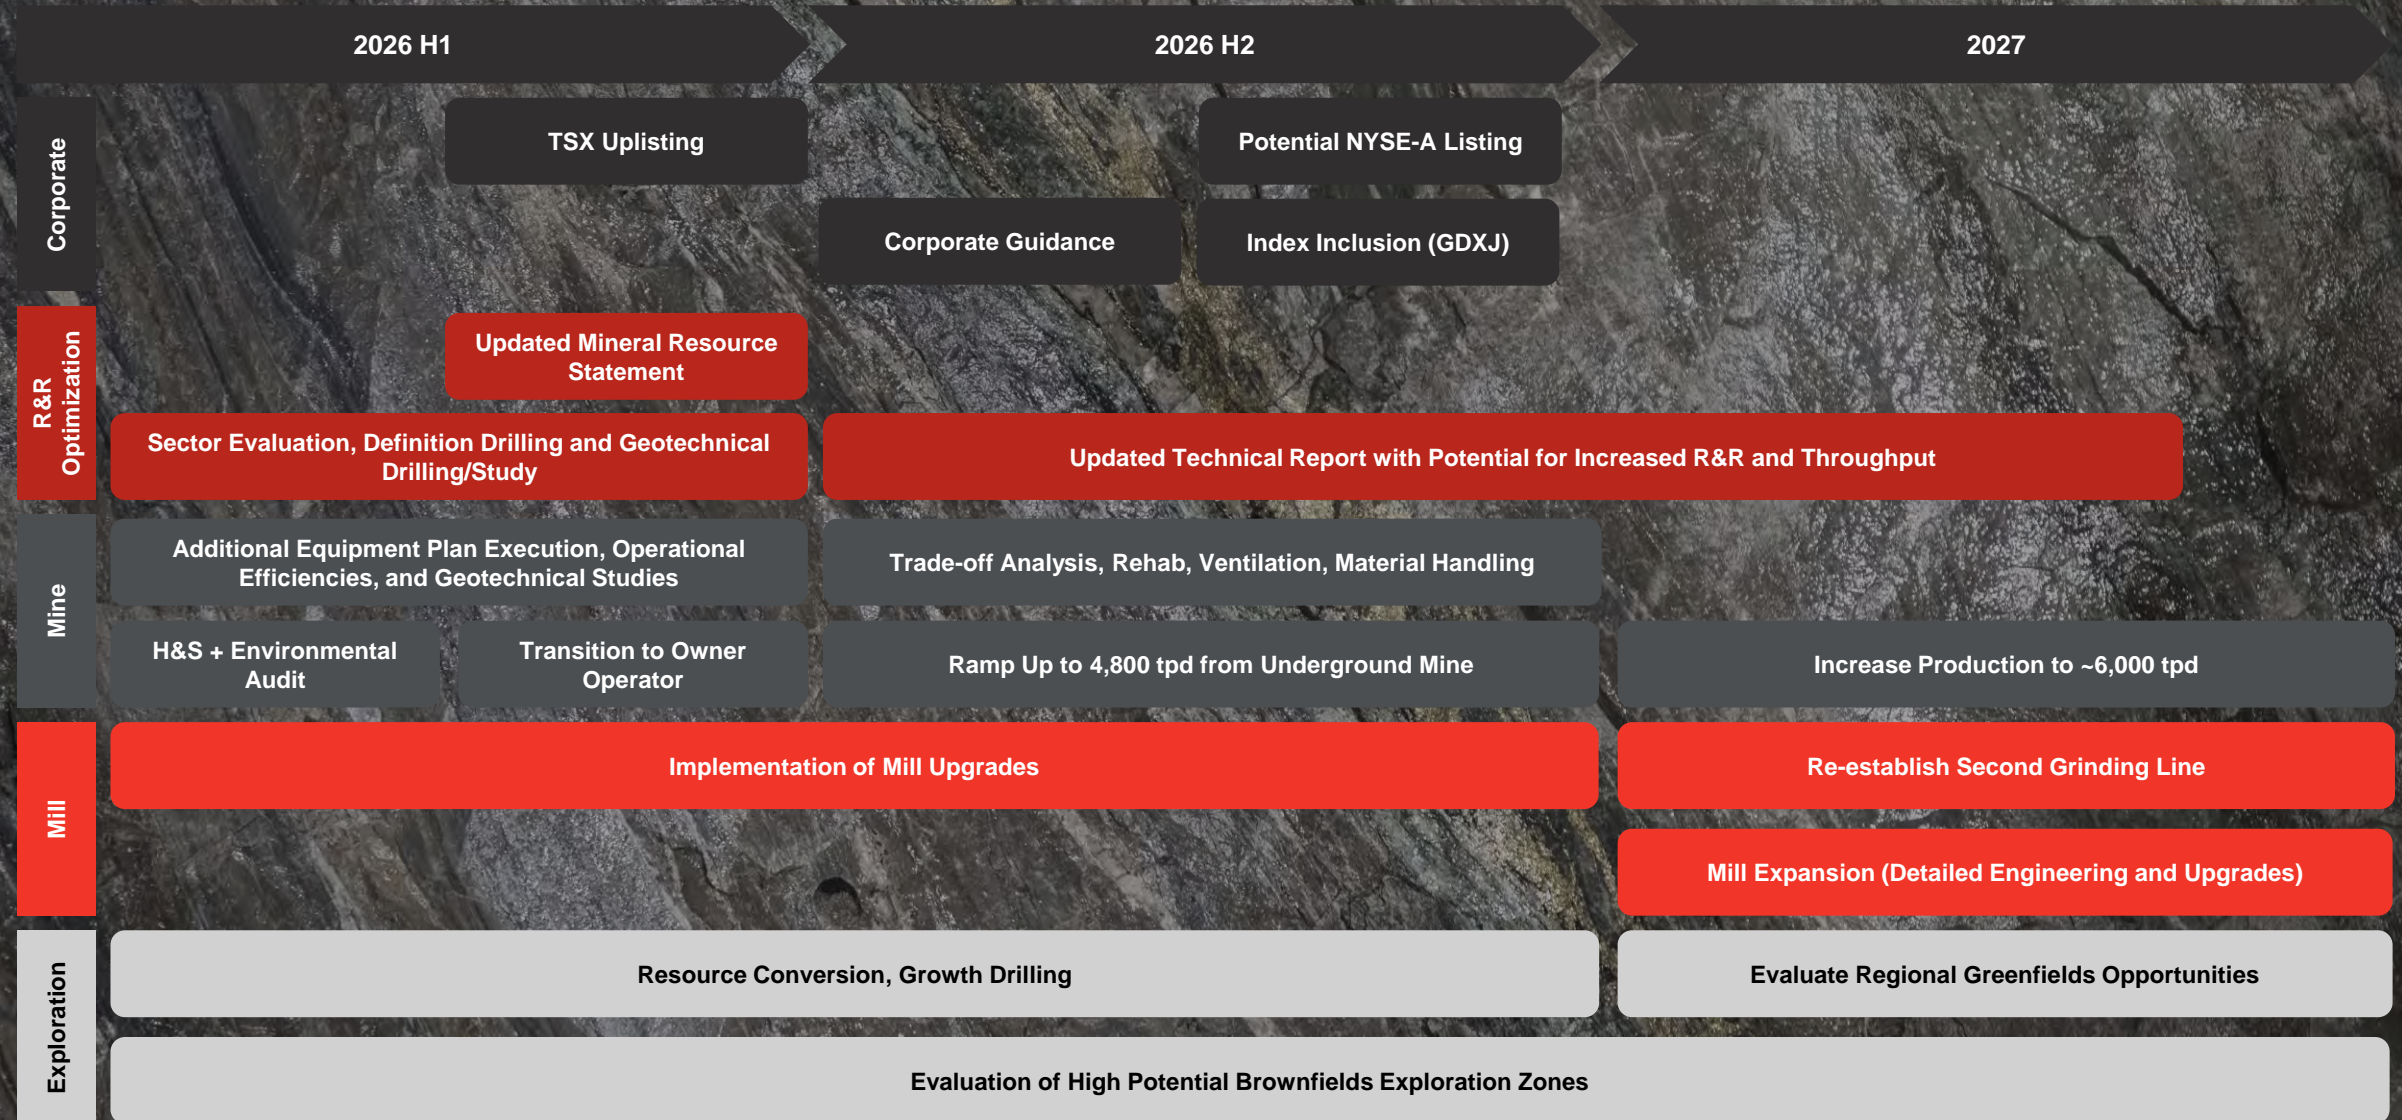 2026 H1
2026 H2
2027
Corporate
TSX Uplisting
Potential NYSE-A Listing
Corporate Guidance
Index Inclusion (GDXJ)
R&R
Optimization
Updated Mineral Resource
Statement
Sector Evaluation, Definition Drilling and Geotechnical
Drilling/Study
Updated Technical Report with Potential for Increased R&R and Throughput
Mine
Additional Equipment Plan Execution, Operational
Efficiencies, and Geotechnical Studies
Trade-off Analysis, Rehab, Ventilation, Material Handling
H&S + Environmental
Audit
Transition to Owner
Operator
Ramp Up to 4,800 tpd from Underground Mine
Increase Production to ~6,000 tpd
Mill
Implementation of Mill Upgrades
Re-establish Second Grinding Line
Mill Expansion (Detailed Engineering and Upgrades)
Exploration
Resource Conversion, Growth Drilling
Evaluate Regional Greenfields Opportunities
Evaluation of High Potential Brownfields Exploration Zones